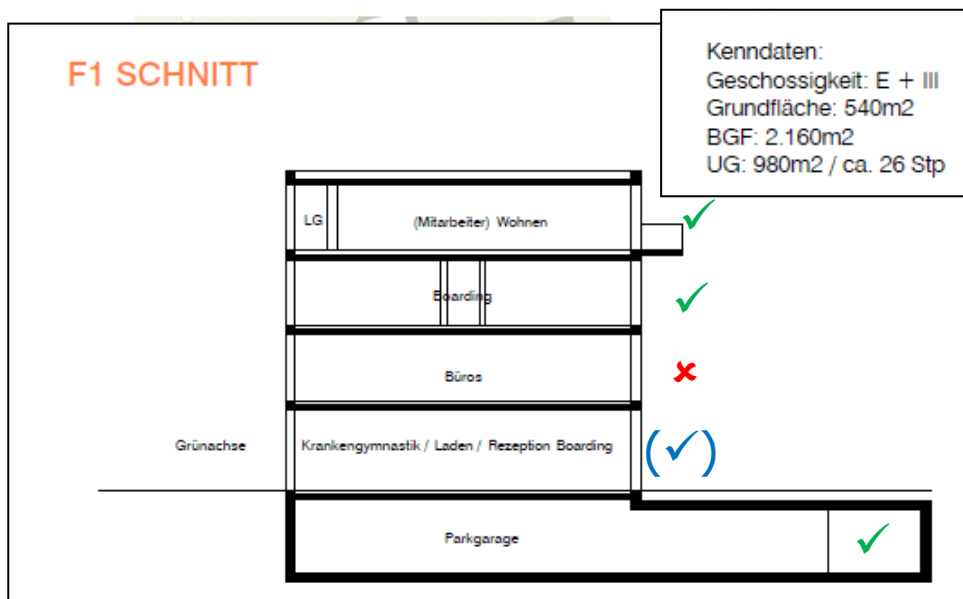 F1 SCHNITT
Kenndaten:
Geschossigkeit: E + III
Grundfläche: 540m2
BGF: 2.160m2
UG: 980m2 / ca. 26 Stp
LG
(Mitarbeiter) Wohnen
Boarding
Büros
Grünachse
Krankengymnastik / Laden / Rezeption Boarding
Parkgarage